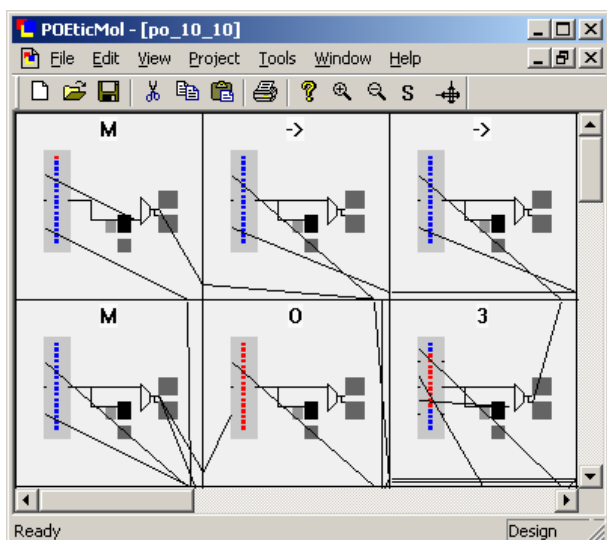 POEticMol - [po_10_10]
File Edit View Project Tools Window Help
S
M -> ->
M 0 3
Ready Design